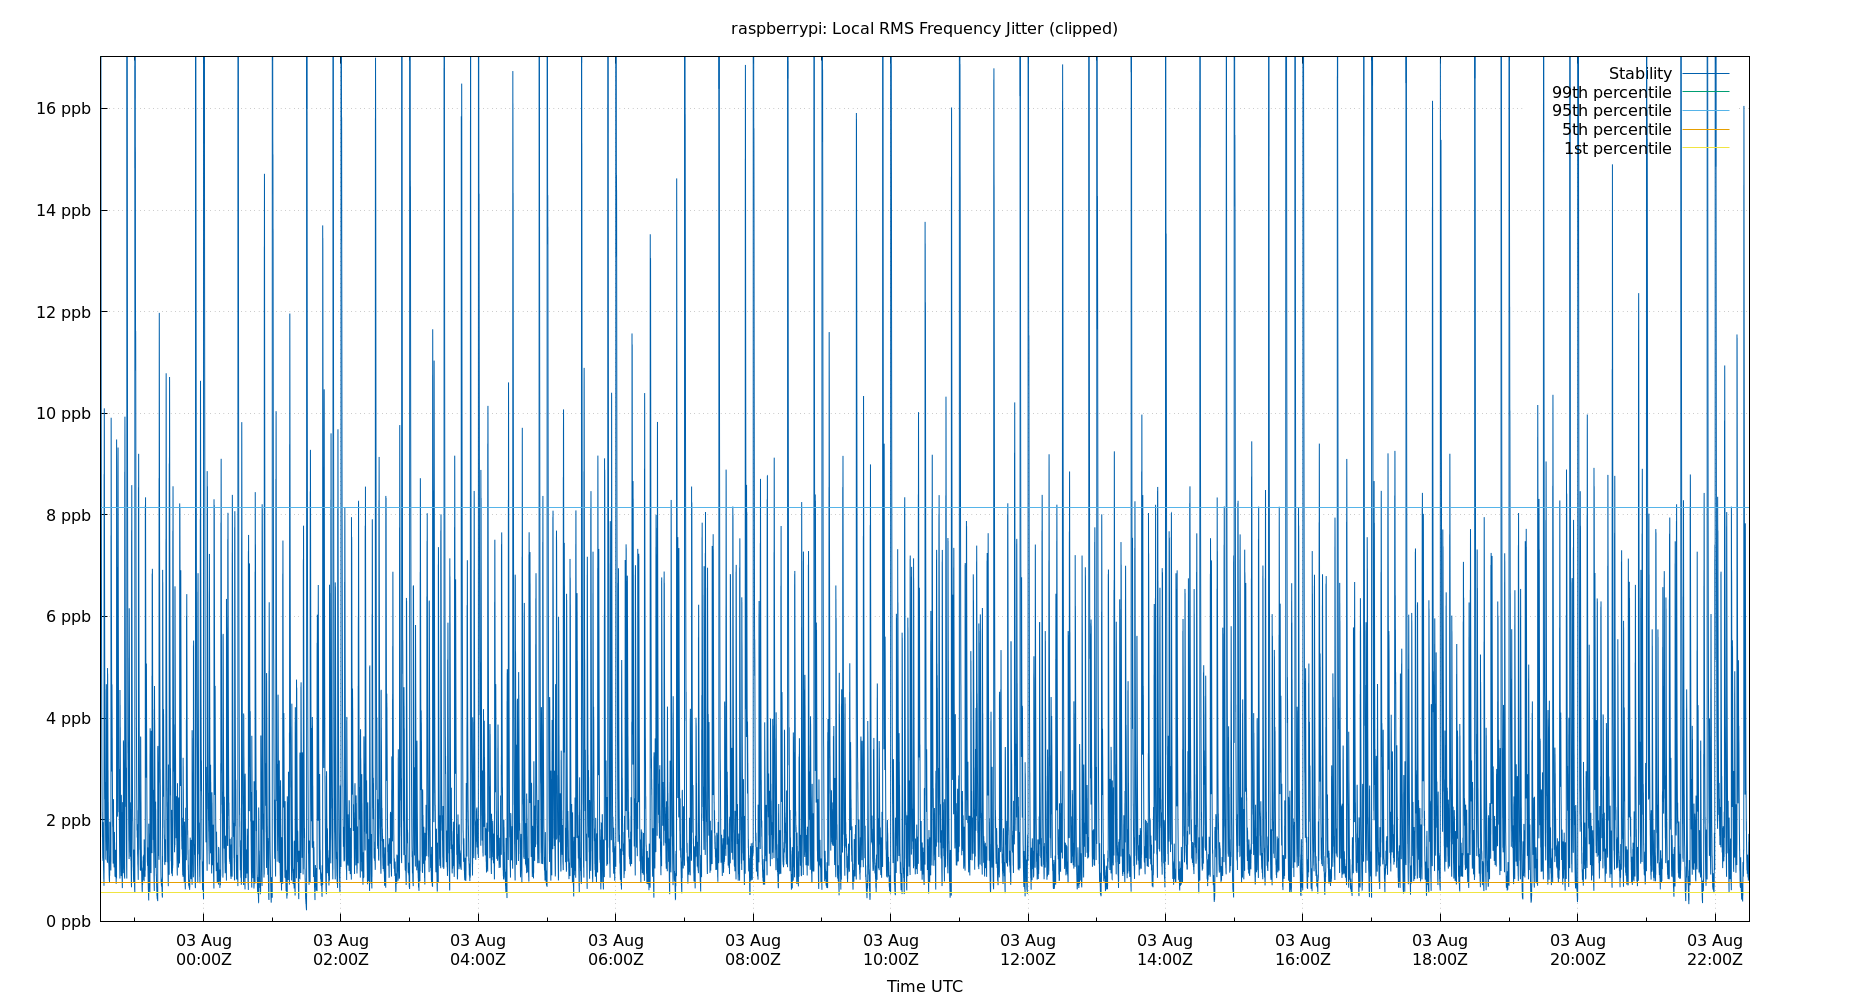 raspberrypi: Local RMS Frequency Jitter (clipped)
Stability
99th percentile
95th percentile
5th percentile
1st percentile
16 ppb
14 ppb
12 ppb
10 ppb
8 ppb
6 ppb
4 ppb
2 ppb
0 ppb
03 Aug 03 Aug 03 Aug 03 Aug 03 Aug 03 Aug 03 Aug 03 Aug 03 Aug 03 Aug 03 Aug 03 Aug
00:00Z 02:00Z 04:00Z 06:00Z 08:00Z 10:00Z 12:00Z 14:00Z 16:00Z 18:00Z 20:00Z 22:00Z
Time UTC